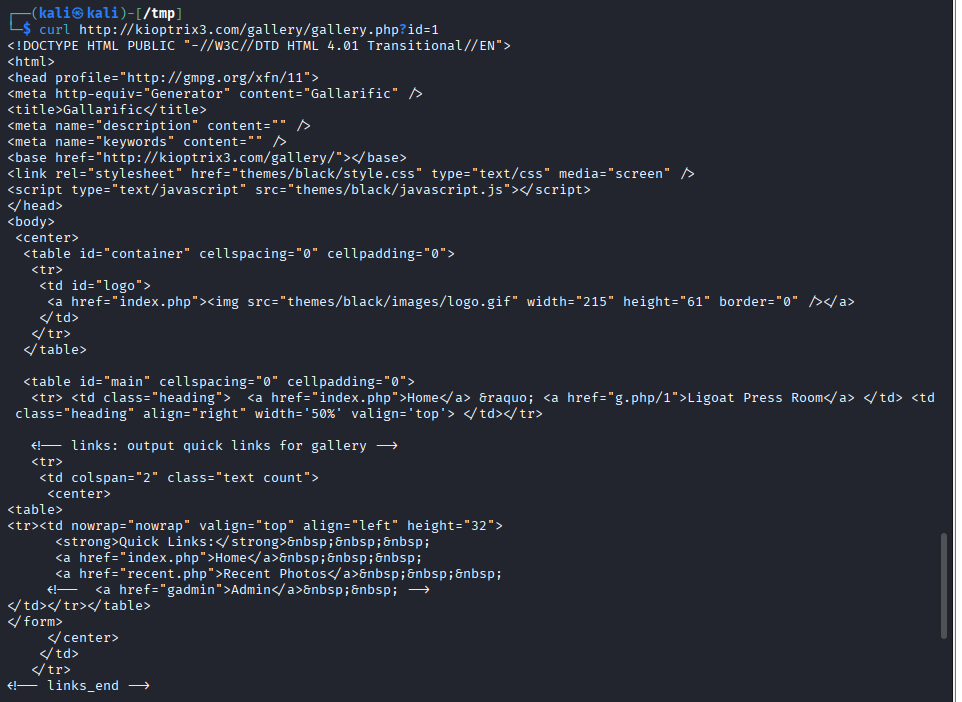 ┌──(kali㉿kali)-[/tmp]
└─$ curl http://kioptrix3.com/gallery/gallery.php?id=1
<!DOCTYPE HTML PUBLIC "-//W3C//DTD HTML 4.01 Transitional//EN">
<html>
<head profile="http://gmpg.org/xfn/11">
<meta http-equiv="Generator" content="Gallarific" />
<title>Gallarific</title>
<meta name="description" content="" />
<meta name="keywords" content="" />
<base href="http://kioptrix3.com/gallery/"></base>
<link rel="stylesheet" href="themes/black/style.css" type="text/css" media="screen" />
<script type="text/javascript" src="themes/black/javascript.js"></script>
</head>
<body>
 <center>
  <table id="container" cellspacing="0" cellpadding="0">
   <tr>
    <td id="logo">
     <a href="index.php"><img src="themes/black/images/logo.gif" width="215" height="61" border="0" /></a>
    </td>
   </tr>
  </table>

  <table id="main" cellspacing="0" cellpadding="0">
   <tr> <td class="heading">  <a href="index.php">Home</a> &raquo; <a href="g.php/1">Ligoat Press Room</a> </td> <td
 class="heading" align="right" width='50%' valign='top'> </td></tr>

   <!-- links: output quick links for gallery -->
   <tr>
    <td colspan="2" class="text count">
     <center>
<table>
<tr><td nowrap="nowrap" valign="top" align="left" height="32">
      <strong>Quick Links:</strong>&nbsp;&nbsp;&nbsp;
      <a href="index.php">Home</a>&nbsp;&nbsp;&nbsp;
      <a href="recent.php">Recent Photos</a>&nbsp;&nbsp;&nbsp;
     <!--  <a href="gadmin">Admin</a>&nbsp;&nbsp; -->
</td></tr></table>
</form>
     </center>
    </td>
   </tr>
<!-- links_end -->